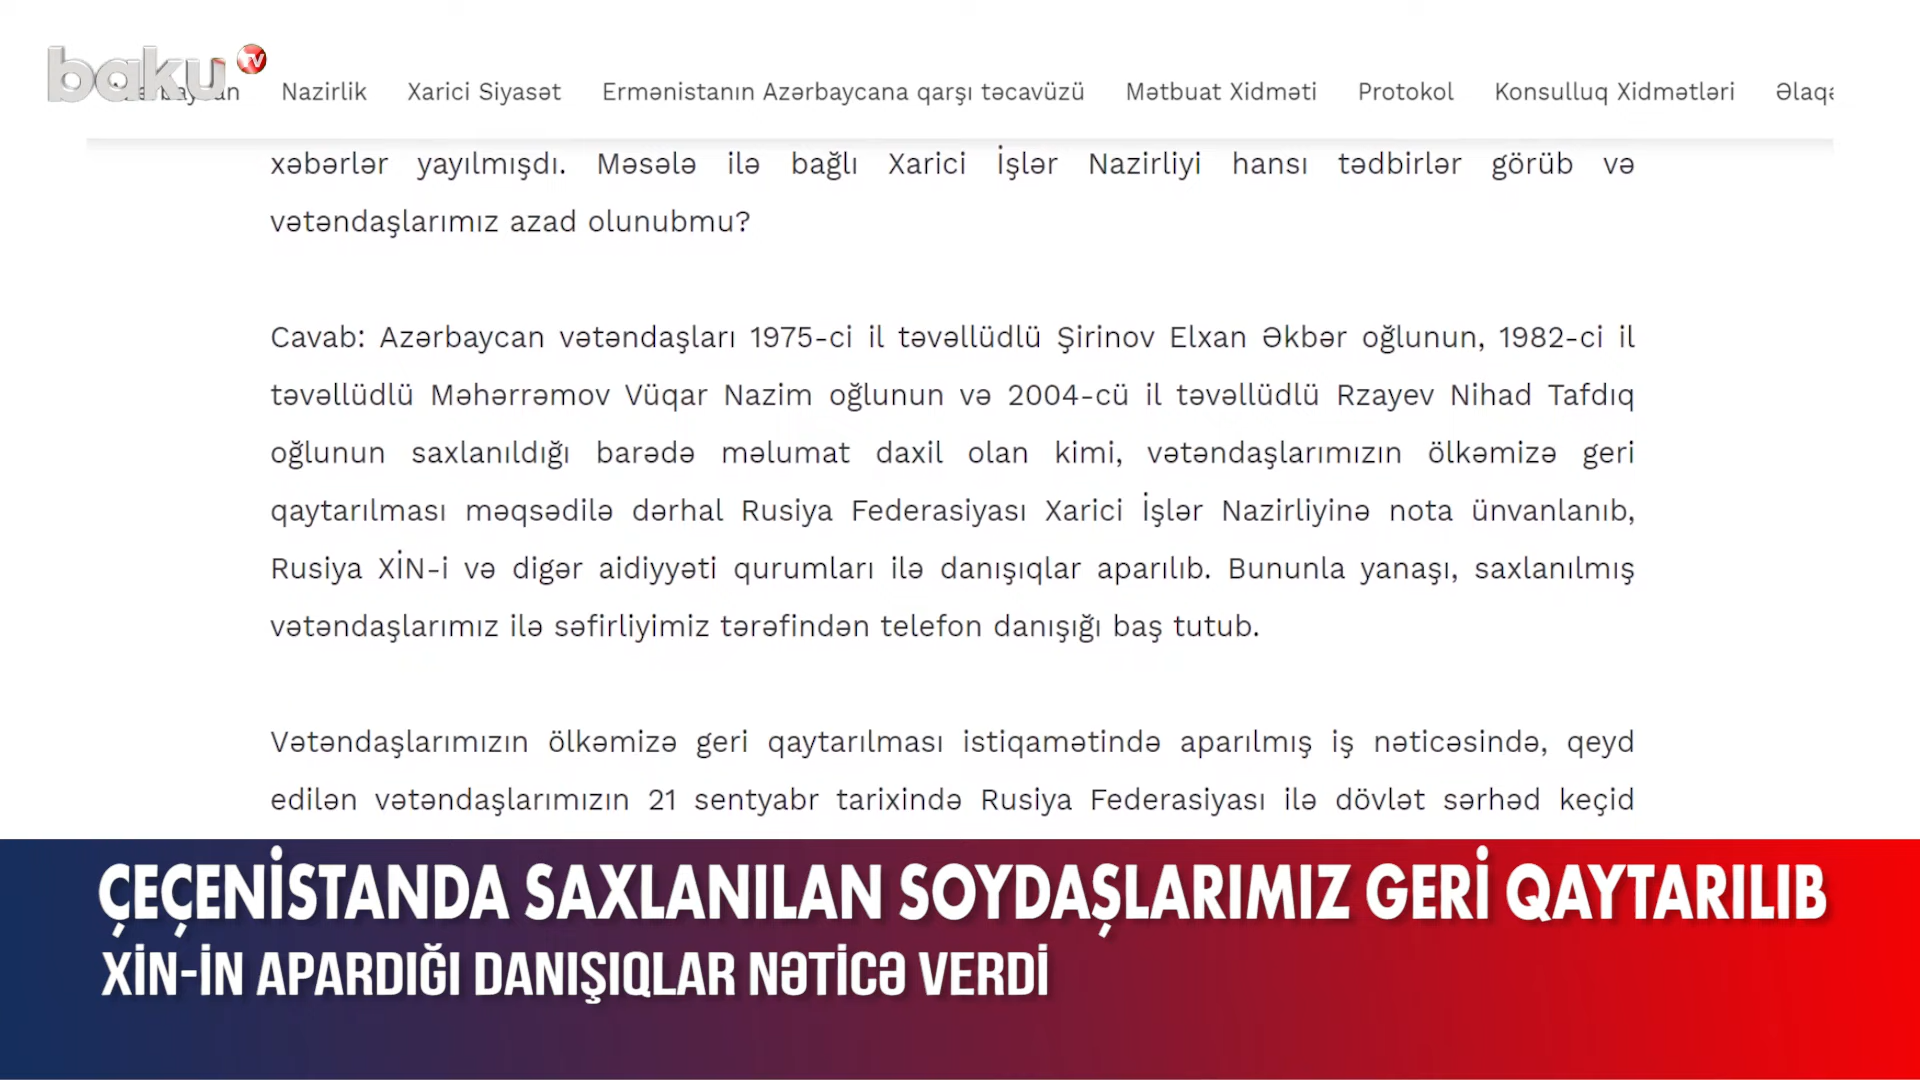 baku TV
Nazirlik Xarici Siyasət Ermənistanın Azərbaycana qarşı təcavüzü Mətbuat Xidməti Protokol Konsulluq Xidmətləri Əlaqə
xəbərlər yayılmışdı. Məsələ ilə bağlı Xarici İşlər Nazirliyi hansı tədbirlər görüb və
vətəndaşlarımız azad olunubmu?
Cavab: Azərbaycan vətəndaşları 1975-ci il təvəllüdlü Şirinov Elxan Əkbər oğlunun, 1982-ci il
təvəllüdlü Məhərrəmov Vüqar Nazim oğlunun və 2004-cü il təvəllüdlü Rzayev Nihad Tafdıq
oğlunun saxlanıldığı barədə məlumat daxil olan kimi, vətəndaşlarımızın ölkəmizə geri
qaytarılması məqsədilə dərhal Rusiya Federasiyası Xarici İşlər Nazirliyinə nota ünvanlanıb,
Rusiya XİN-i və digər aidiyyəti qurumları ilə danışıqlar aparılıb. Bununla yanaşı, saxlanılmış
vətəndaşlarımız ilə səfirliyimiz tərəfindən telefon danışığı baş tutub.
Vətəndaşlarımızın ölkəmizə geri qaytarılması istiqamətində aparılmış iş nəticəsində, qeyd
edilən vətəndaşlarımızın 21 sentyabr tarixində Rusiya Federasiyası ilə dövlət sərhəd keçid
ÇEÇENİSTANDA SAXLANILAN SOYDAŞLARIMIZ GERİ QAYTARILIB
XİN-İN APARDIĞI DANIŞIQLAR NƏTİCƏ VERDİ